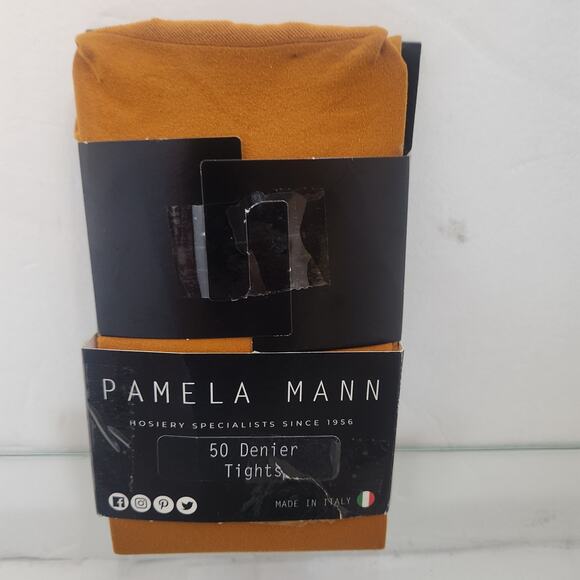 PAMELA MANN
HOSIERY SPECIALISTS SINCE 1956
50 Denier
Tights
MADE IN ITALY